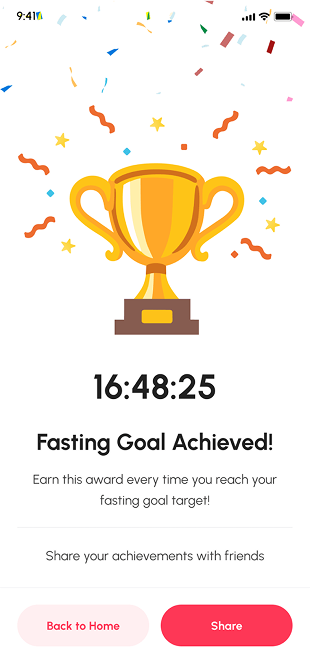 9:41
16:48:25
Fasting Goal Achieved!
Earn this award every time you reach your
fasting goal target!
Share your achievements with friends
Back to Home
Share